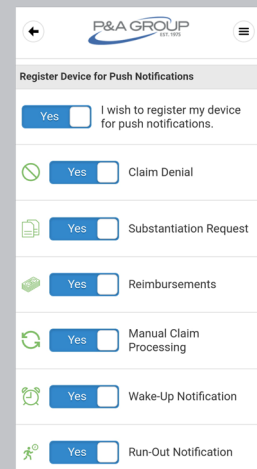 P&A GROUP
EST. 1975
Register Device for Push Notifications
Yes
I wish to register my device
for push notifications.
Yes
Claim Denial
Yes
Substantiation Request
Yes
Reimbursements
Yes
Manual Claim
Processing
Yes
Wake-Up Notification
Yes
Run-Out Notification